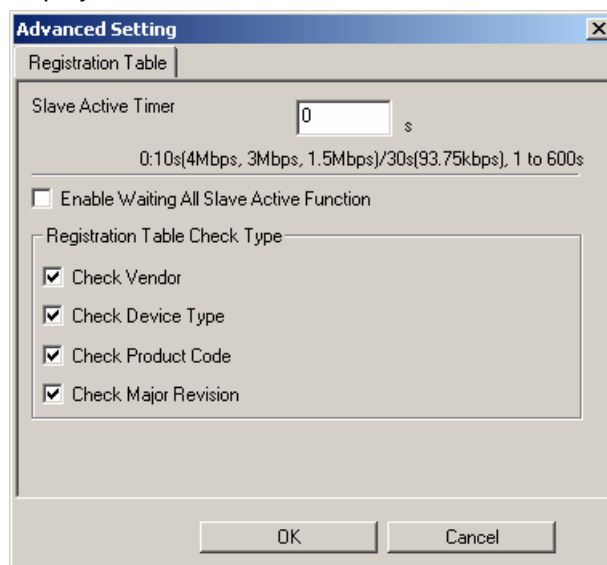 Advanced Setting
Registration Table
Slave Active Timer
0
s
0:10s(4Mbps, 3Mbps, 1.5Mbps)/30s(93.75kbps), 1 to 600s
Enable Waiting All Slave Active Function
Registration Table Check Type
Check Vendor
Check Device Type
Check Product Code
Check Major Revision
OK Cancel